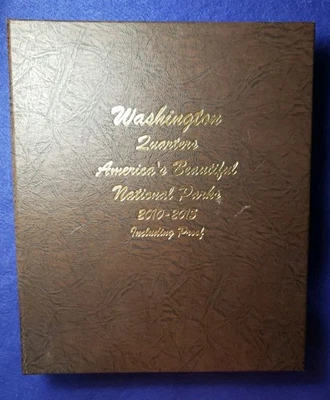 Washington
Quarters
America's Beautiful
National Parks
2010-2015
Including Proof